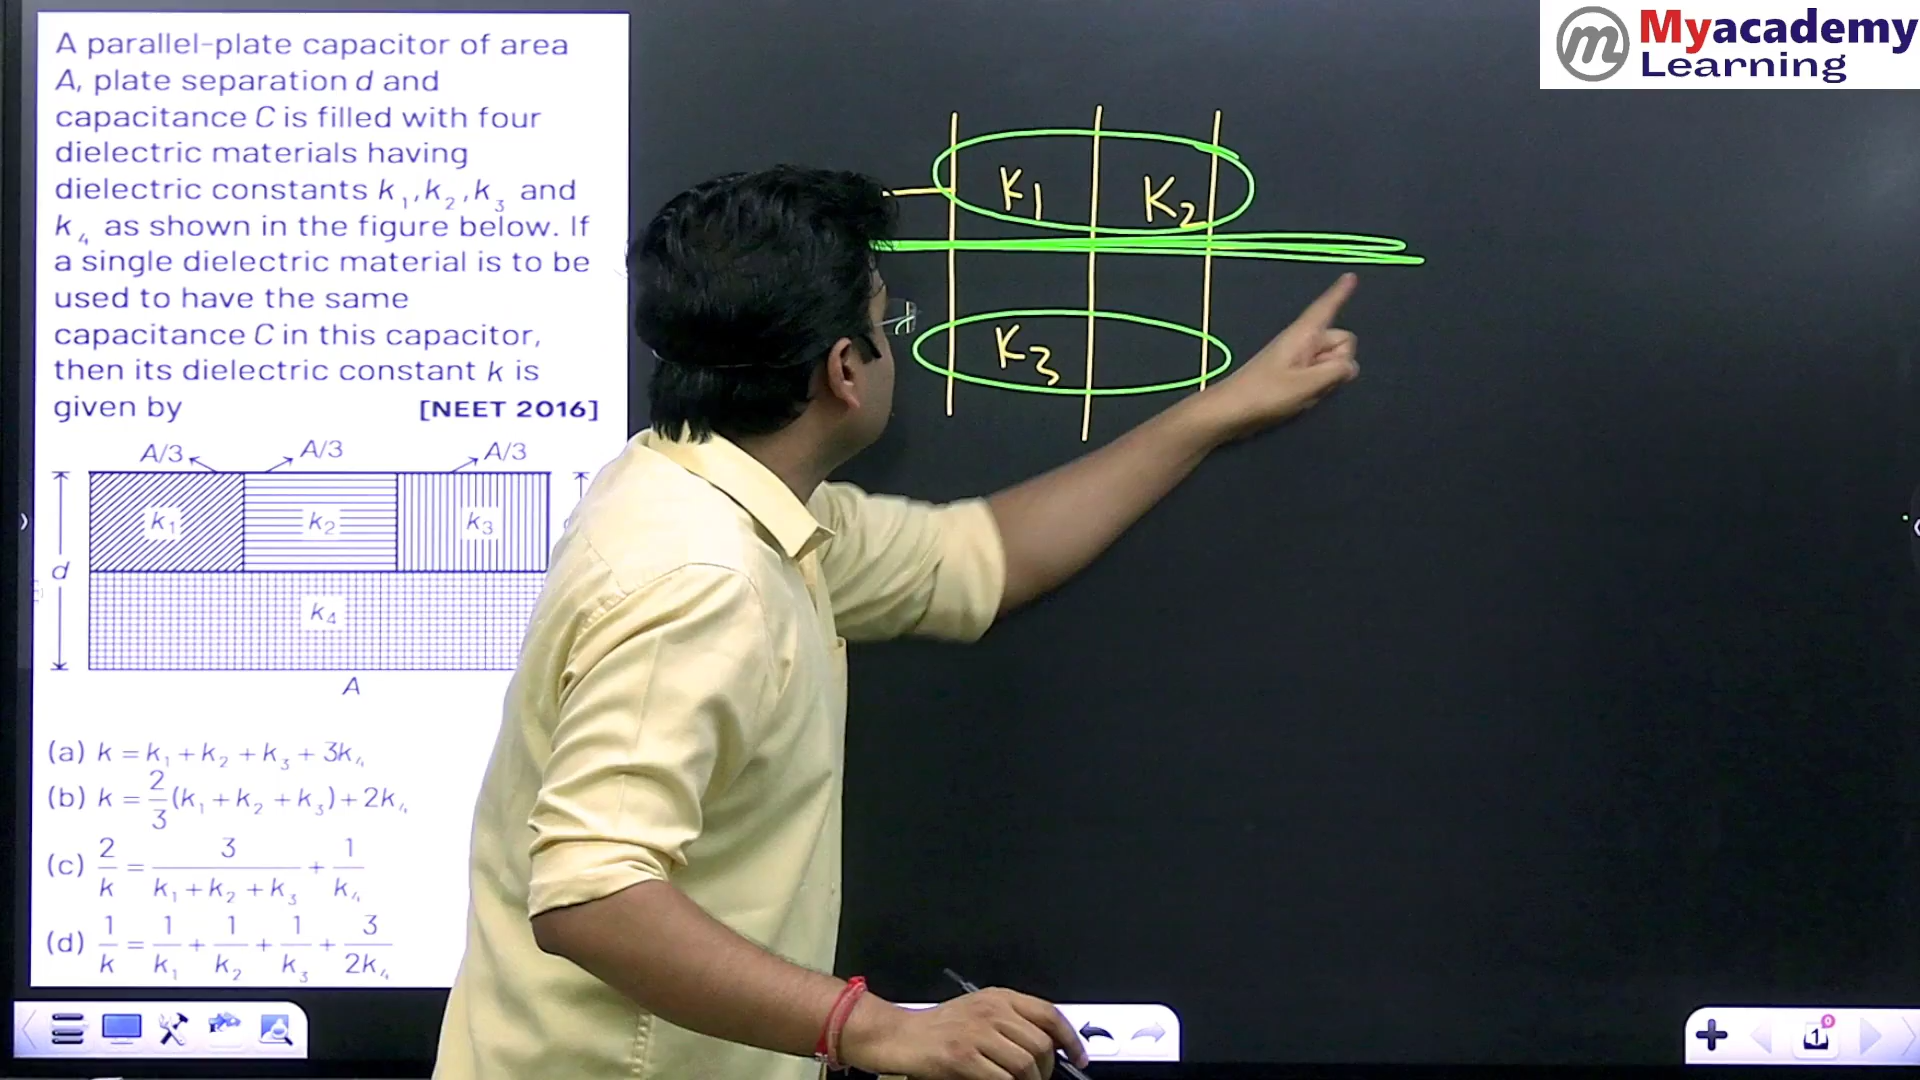 A parallel-plate capacitor of area
A, plate separation d and
capacitance C is filled with four
dielectric materials having
dielectric constants k₁, k₂, k₃ and
k₄ as shown in the figure below. If
a single dielectric material is to be
used to have the same
capacitance C in this capacitor,
then its dielectric constant k is
given by [NEET 2016]
A/3 A/3 A/3
k₁ k₂ k₃
d
k₄
A
(a) k = k₁ + k₂ + k₃ + 3k₄
(b) k = 2/3 (k₁ + k₂ + k₃) + 2k₄
(c) 2/k = 3/(k₁ + k₂ + k₃) + 1/k₄
(d) 1/k = 1/k₁ + 1/k₂ + 1/k₃ + 3/2k₄
K₁ K₂
K₃
Myacademy
Learning
1
0